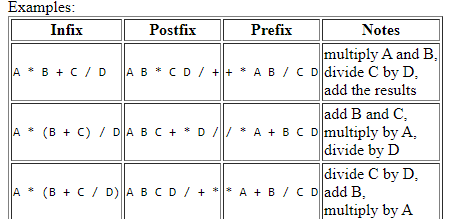 Examples:
Infix Postfix Prefix Notes
A * B + C / D A B * C D / + + * A B / C D multiply A and B,
divide C by D,
add the results
A * (B + C) / D A B C + * D / / * A + B C D add B and C,
multiply by A,
divide by D
A * (B + C / D) A B C D / + * * A + B / C D divide C by D,
add B,
multiply by A